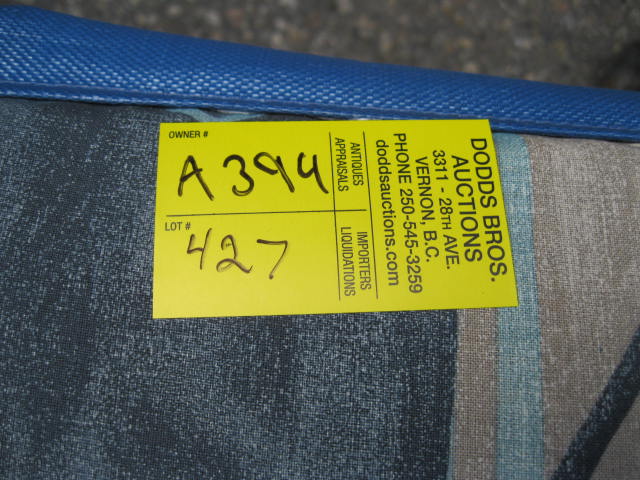 OWNER #
A394
LOT #
427
ANTIQUES
APPRAISALS
IMPORTERS
LIQUIDATIONS
DODDS BROS.
AUCTIONS
3311 - 28TH AVE.
VERNON, B.C.
PHONE 250-545-3259
doddsauctions.com